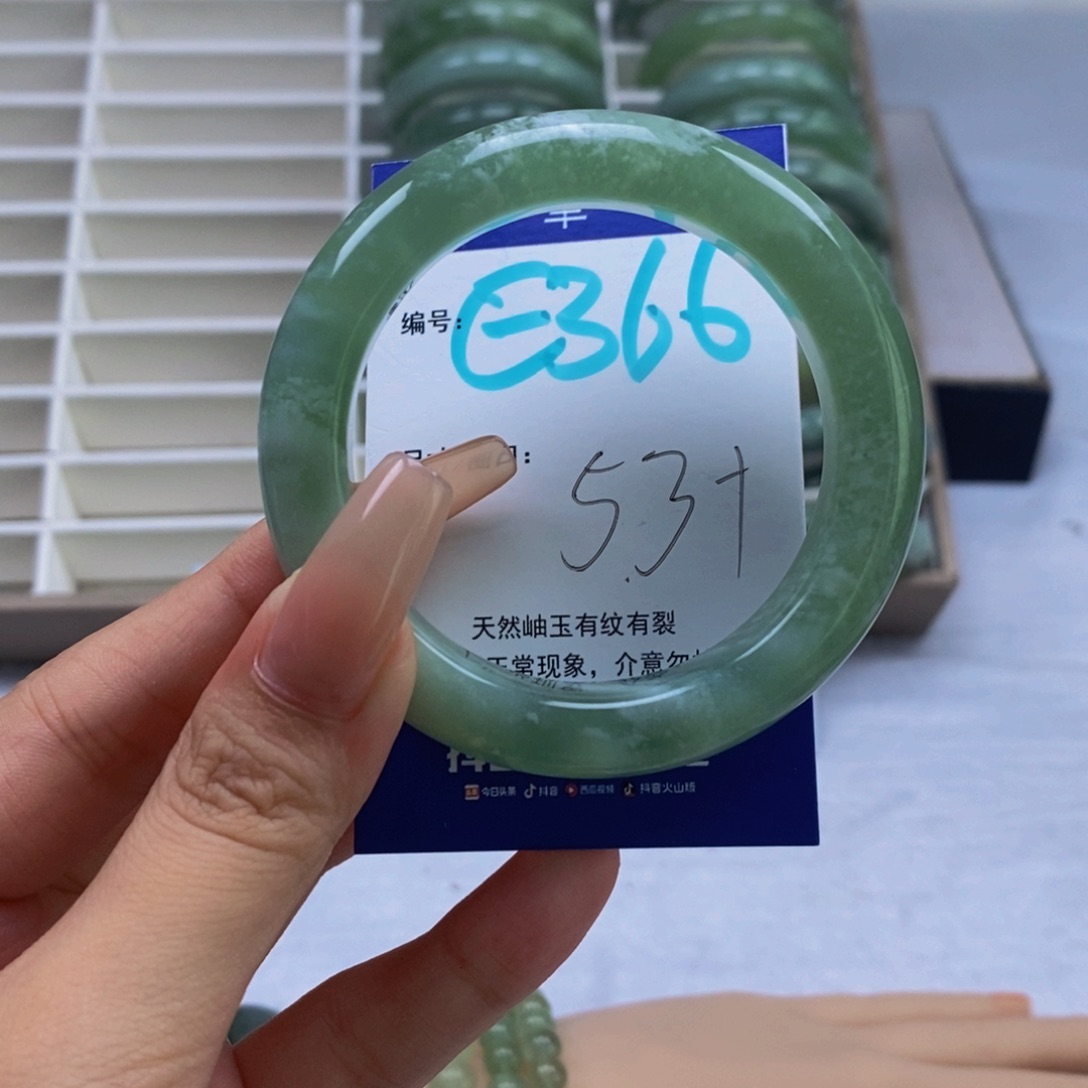 编号: E366
5.3+
天然岫玉有纹有裂
正常现象，介意勿
今日头条 抖音 西瓜视频 抖音火山版